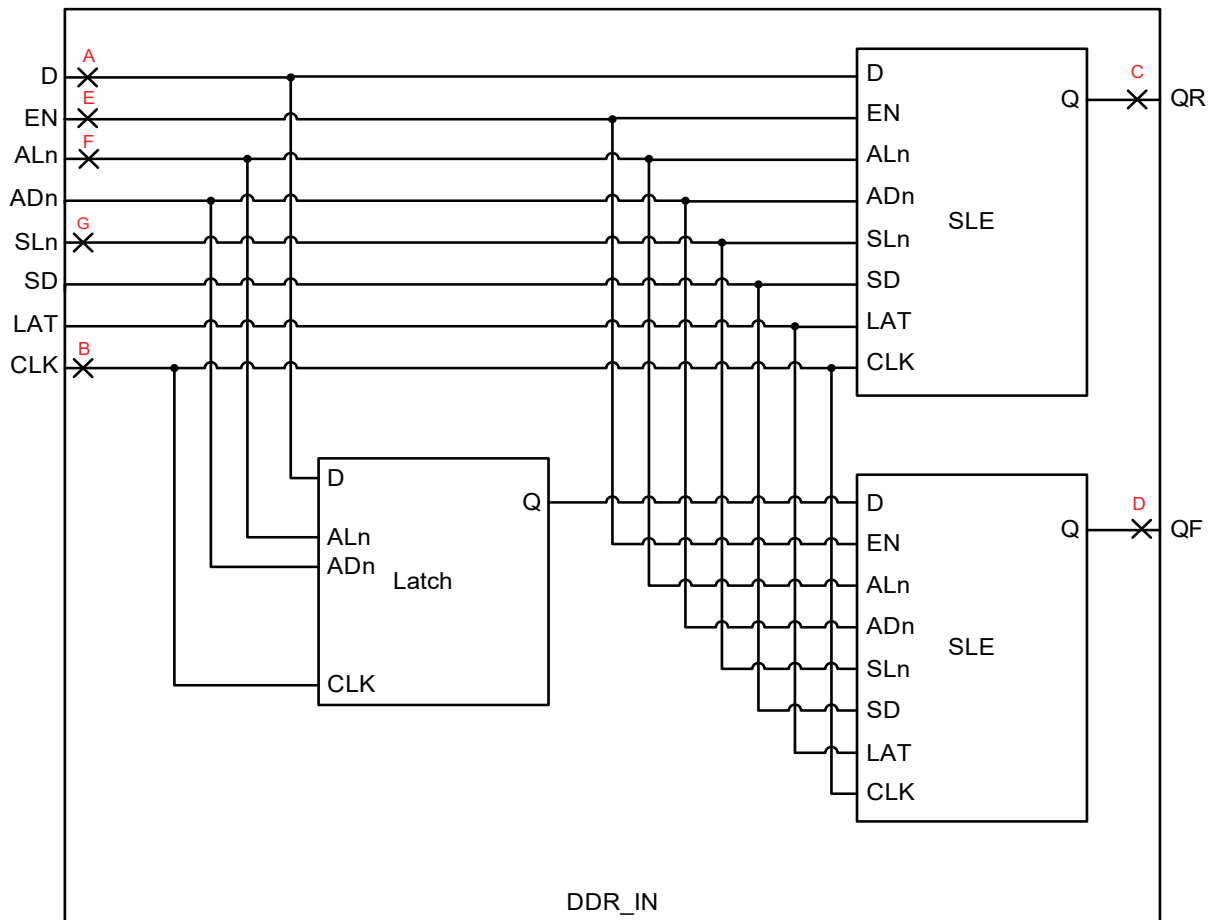 A
D
E
EN
F
ALn
ADn
G
SLn
SD
LAT
B
CLK
D
EN
ALn
ADn
SLn
SD
LAT
CLK
SLE
Q
C
QR
D
ALn
ADn
CLK
Latch
Q
D
EN
ALn
ADn
SLn
SD
LAT
CLK
SLE
Q
D
QF
DDR_IN